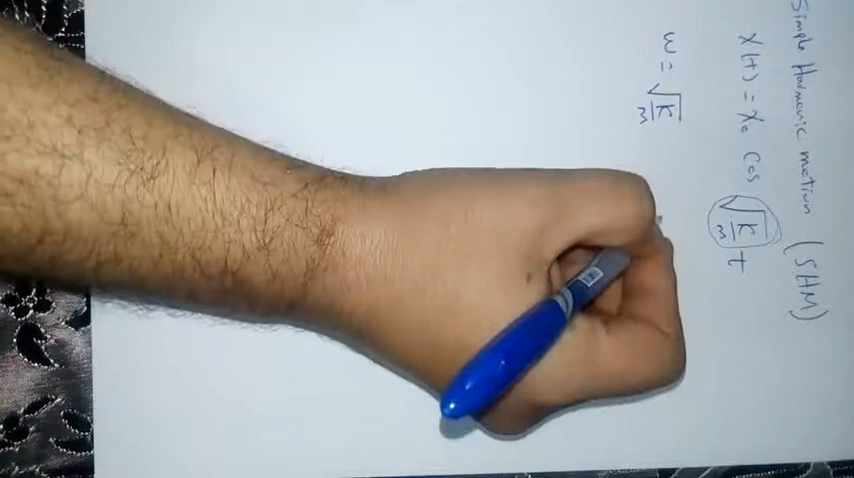 Simple Harmonic motion (SHM)
x(t) = x₀ Cos √(K/m) t
ω = √(K/m)